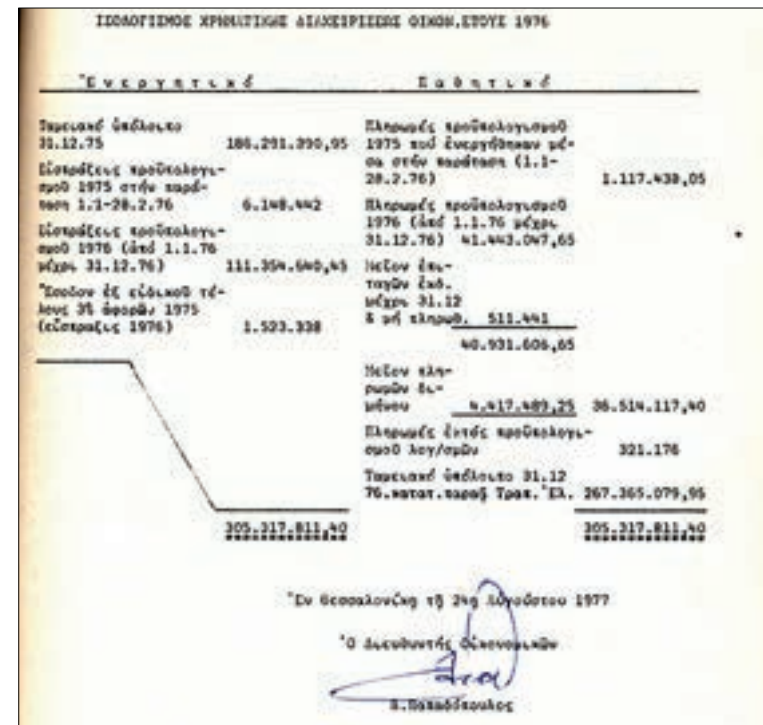 ΙΣΟΛΟΓΙΣΜΟΣ ΧΡΗΜΑΤΙΚΗΣ ΔΙΑΧΕΙΡΙΣΕΩΣ ΟΙΚΟΝ.ΕΤΟΥΣ 1976
Ἐνεργητικό
Ταμειακό ὑπόλοιπο
31.12.75 186.291.390,95
Εἰσπράξεις προϋπολογι-
σμοῦ 1975 στήν παρά-
ταση 1.1-28.2.76 6.148.442
Εἰσπράξεις προϋπολογι-
σμοῦ 1976 (ἀπό 1.1.76
μέχρι 31.12.76) 111.354.640,45
Ἔσοδον ἐξ εἰδικοῦ τέ-
λους 3% ἀφορῶν 1975
(εἴσπραξις 1976) 1.523.338
305.317.811,40
Παθητικό
Πληρωμές προϋπολογισμοῦ
1975 πού ἐνεργήθηκαν μέ-
σα στήν παράταση (1.1-
28.2.76) 1.117.438,05
Πληρωμές προϋπολογισμοῦ
1976 (ἀπό 1.1.76 μέχρι
31.12.76) 41.443.047,65
Μεῖον ἐπι-
ταγῶν ἐκδ.
μέχρι 31.12
& μή πληρωθ. 511.441
40.931.606,65
Μεῖον πλη-
ρωμῶν δι-
μήνου 4.417.489,25 36.514.117,40
Πληρωμές ἐκτός προϋπολογι-
σμοῦ λογ/σμῶν 321.176
Ταμειακό ὑπόλοιπο 31.12
76.κατατ.παρᾷ Τραπ.Ἑλ. 267.365.079,95
305.317.811,40
Ἐν Θεσσαλονίκῃ τῇ 24ῃ Αὐγούστου 1977
Ὁ Διευθυντής Οἰκονομικῶν
Παπαδόπουλος